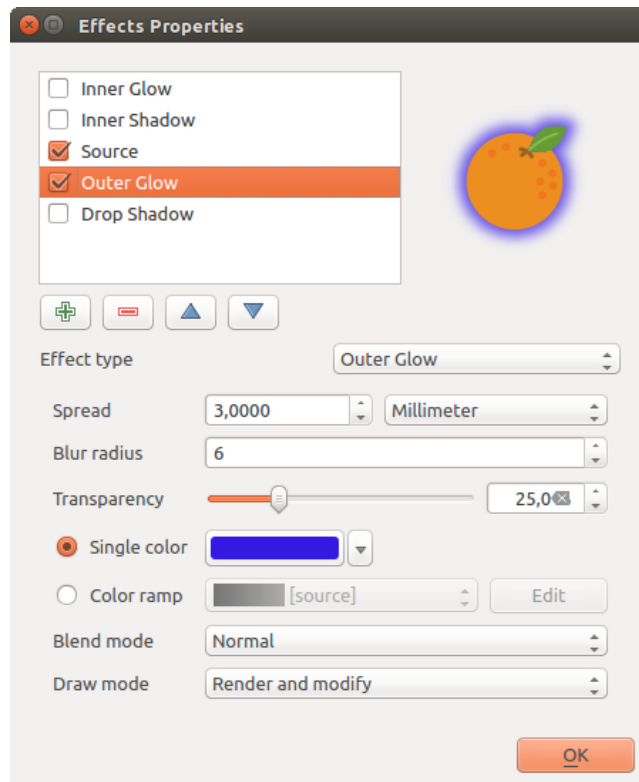 Effects Properties
Inner Glow
Inner Shadow
Source
Outer Glow
Drop Shadow
Effect type Outer Glow
Spread 3,0000 Millimeter
Blur radius 6
Transparency 25,0
Single color
Color ramp [source] Edit
Blend mode Normal
Draw mode Render and modify
OK